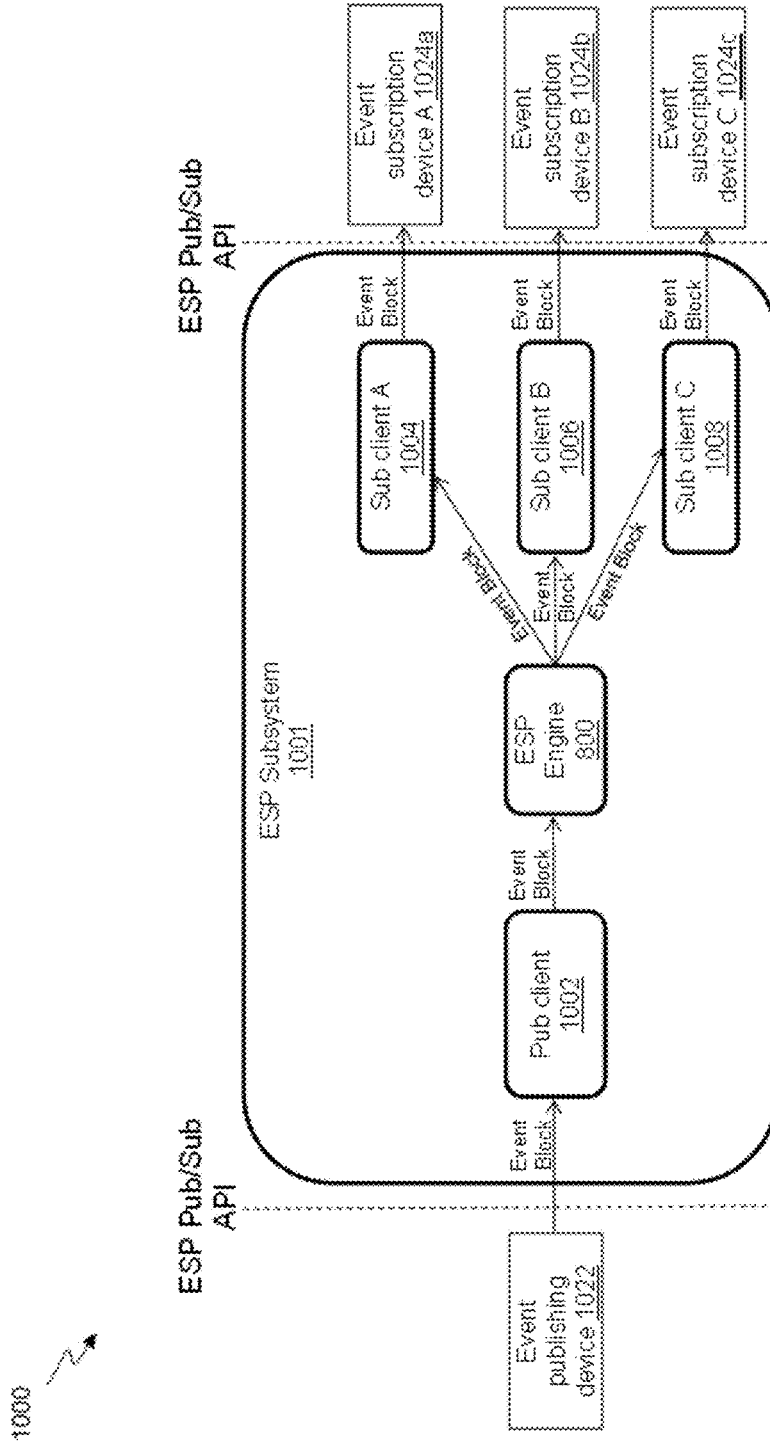 1000
ESP Pub/Sub
API
ESP Pub/Sub
API
ESP Subsystem
1001
Event
publishing
device 1022
Event
Block
Pub client
1002
Event
Block
ESP
Engine
800
Event Block
Event
Block
Event Block
Sub client A
1004
Sub client B
1006
Sub client C
1008
Event
Block
Event
Block
Event
Block
Event
subscription
device A 1024a
Event
subscription
device B 1024b
Event
subscription
device C 1024c